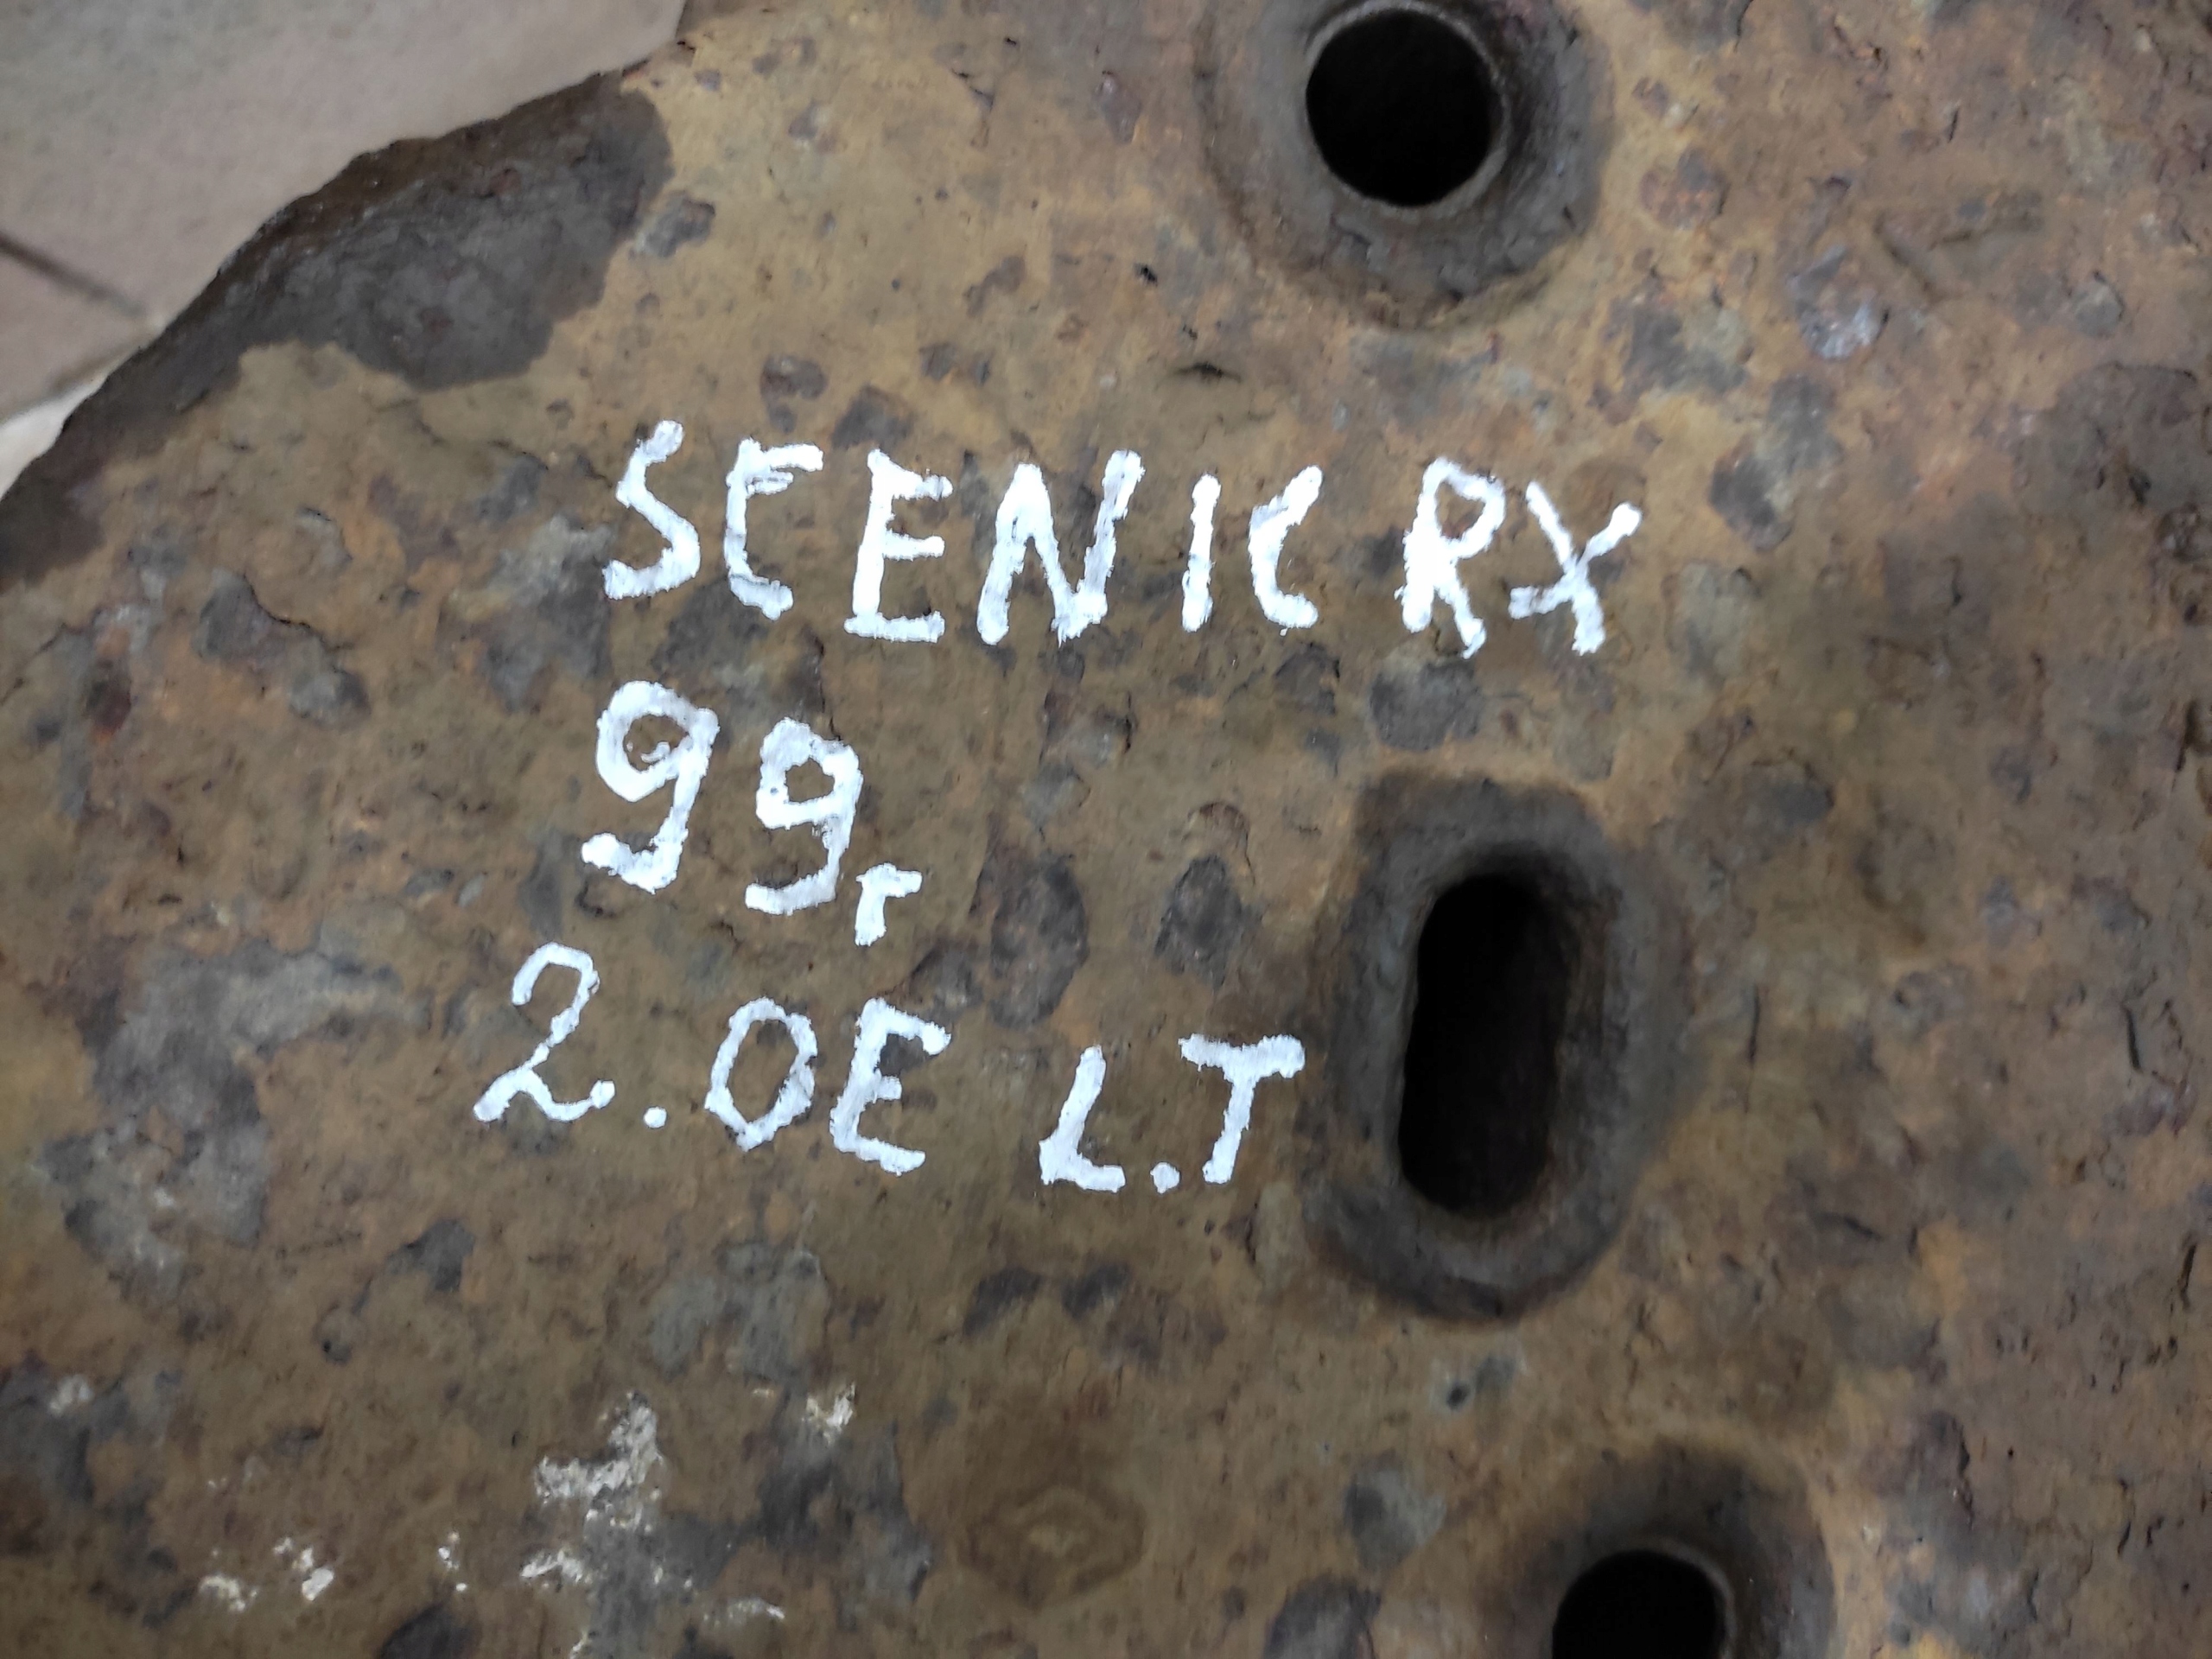 SCENIC RX
99r
2.0E L.T